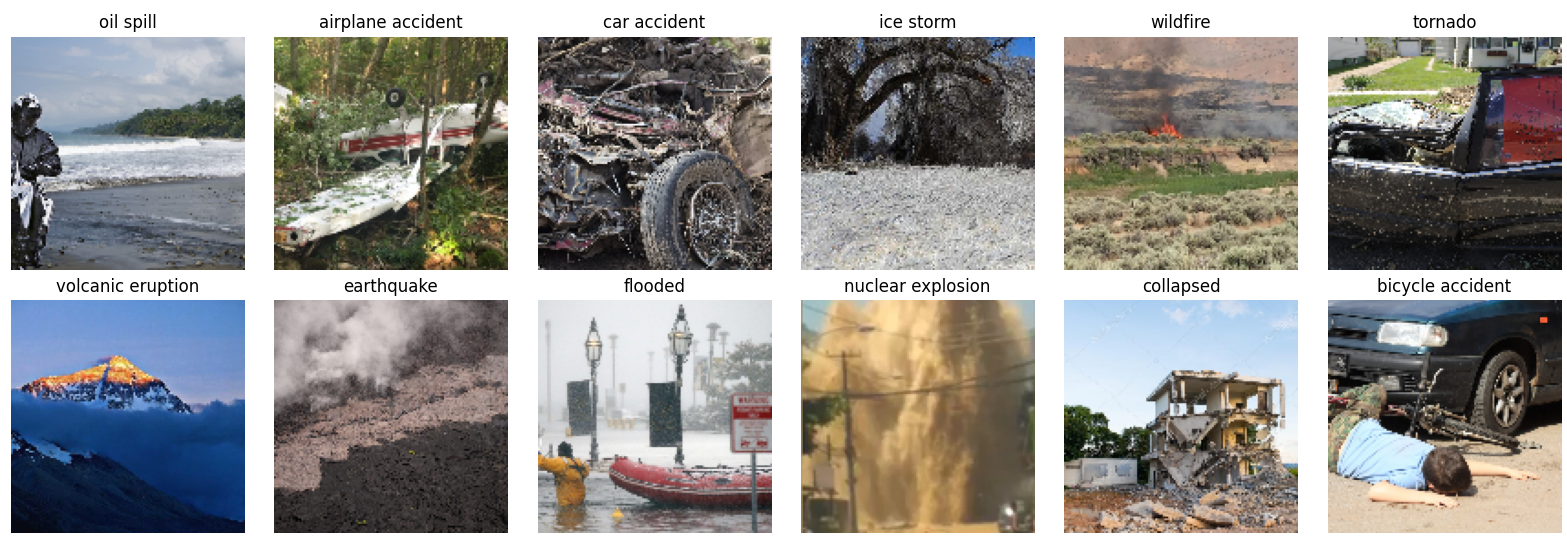 oil spill
airplane accident
car accident
ice storm
wildfire
tornado
volcanic eruption
earthquake
flooded
nuclear explosion
collapsed
bicycle accident
WARNING